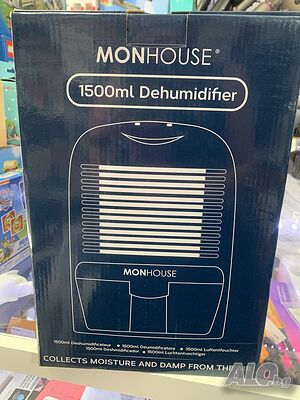 MONHOUSE®
1500ml Dehumidifier
MONHOUSE
1500ml Deshumidificateur • 1500ml Deumidificatore • 1500ml Luftentfeuchter
1500ml Deshmidificador • 1500ml Luchtontvochtiger
COLLECTS MOISTURE AND DAMP FROM THE
ALO.bg